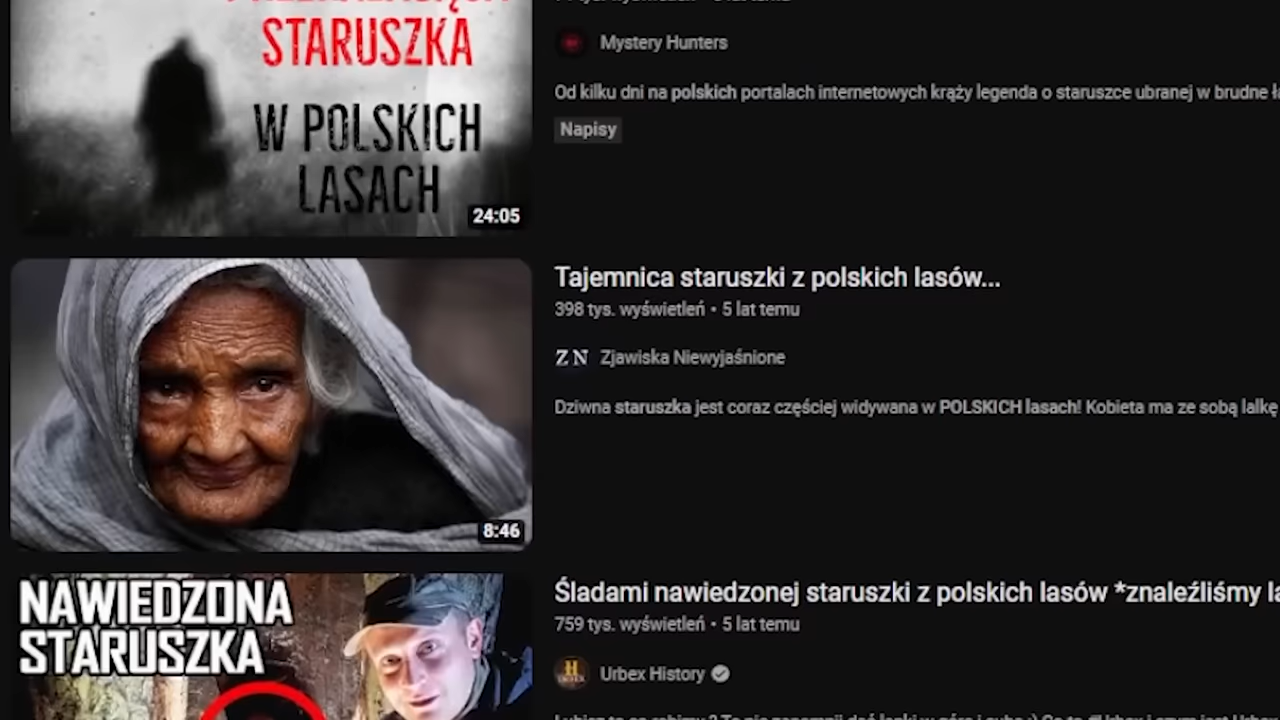 STARUSZKA
W POLSKICH
LASACH
24:05
Mystery Hunters
Od kilku dni na polskich portalach internetowych krąży legenda o staruszce ubranej w brudne
Napisy
8:46
Tajemnica staruszki z polskich lasów...
398 tys. wyświetleń • 5 lat temu
ZN Zjawiska Niewyjaśnione
Dziwna staruszka jest coraz częściej widywana w POLSKICH lasach! Kobieta ma ze sobą lalkę
NAWIEDZONA
STARUSZKA
Śladami nawiedzonej staruszki z polskich lasów *znaleźliśmy
759 tys. wyświetleń • 5 lat temu
Urbex History